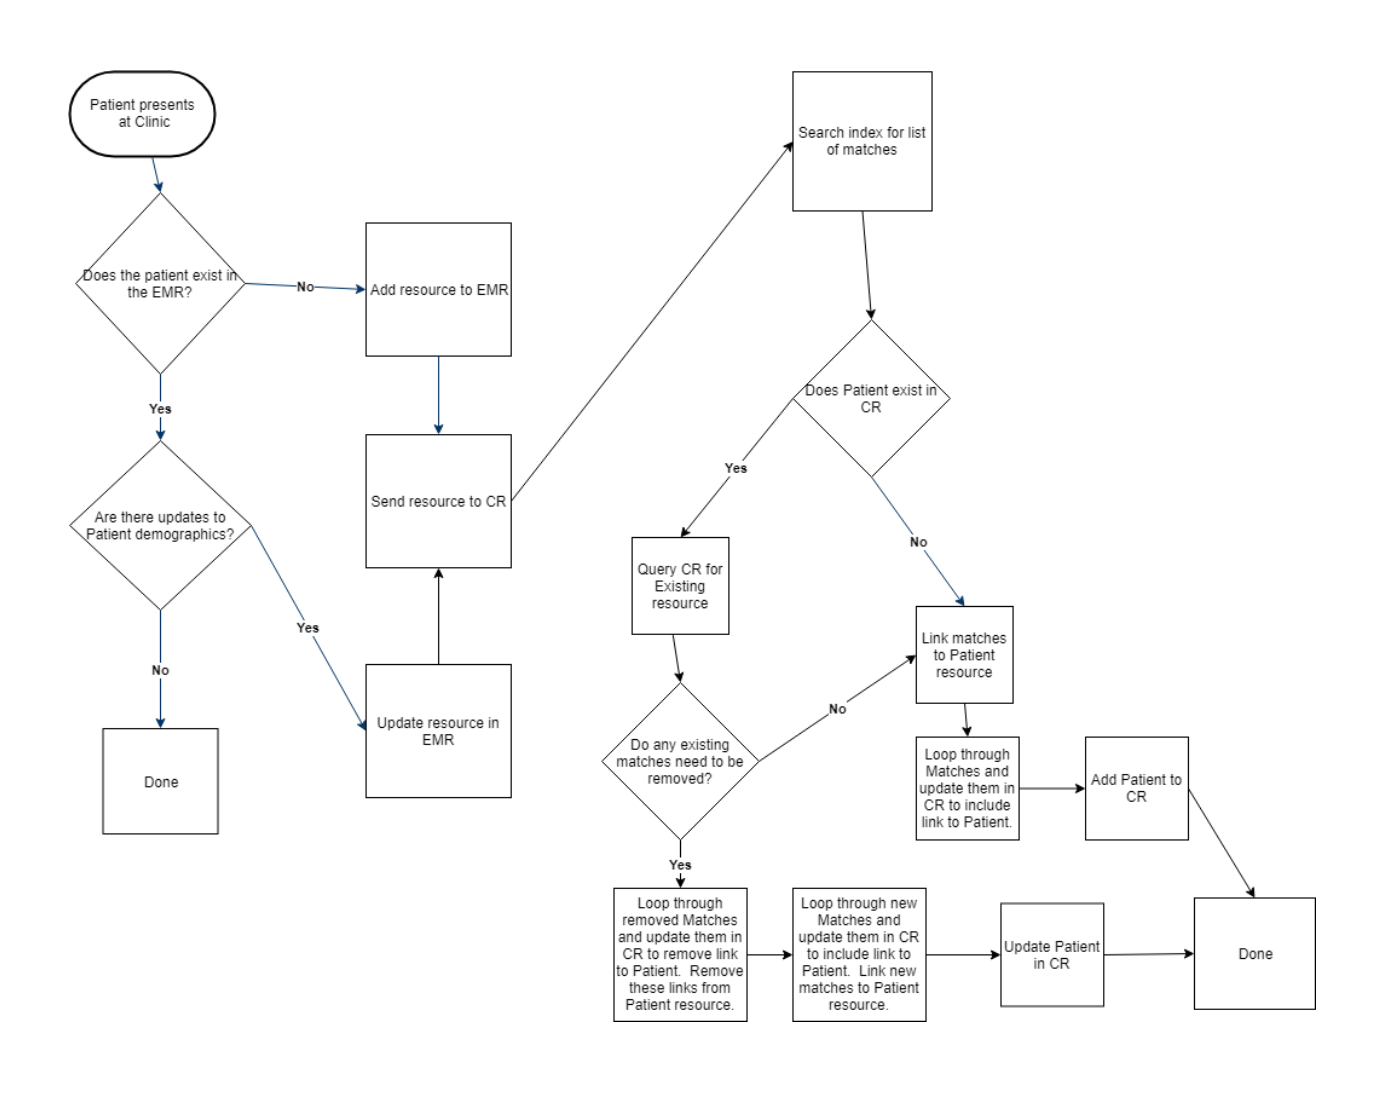 Patient presents
at Clinic
Does the patient exist in
the EMR?
No
Add resource to EMR
Yes
Send resource to CR
Are there updates to
Patient demographics?
Yes
No
Update resource in
EMR
Done
Search index for list
of matches
Does Patient exist in
CR
Yes
No
Query CR for
Existing
resource
Link matches
to Patient
resource
No
Do any existing
matches need to be
removed?
Loop through
Matches and
update them in
CR to include
link to Patient.
Add Patient to
CR
Yes
Loop through
removed Matches
and update them in
CR to remove link
to Patient.  Remove
these links from
Patient resource.
Loop through new
Matches and
update them in CR
to include link to
Patient.  Link new
matches to Patient
resource.
Update Patient
in CR
Done